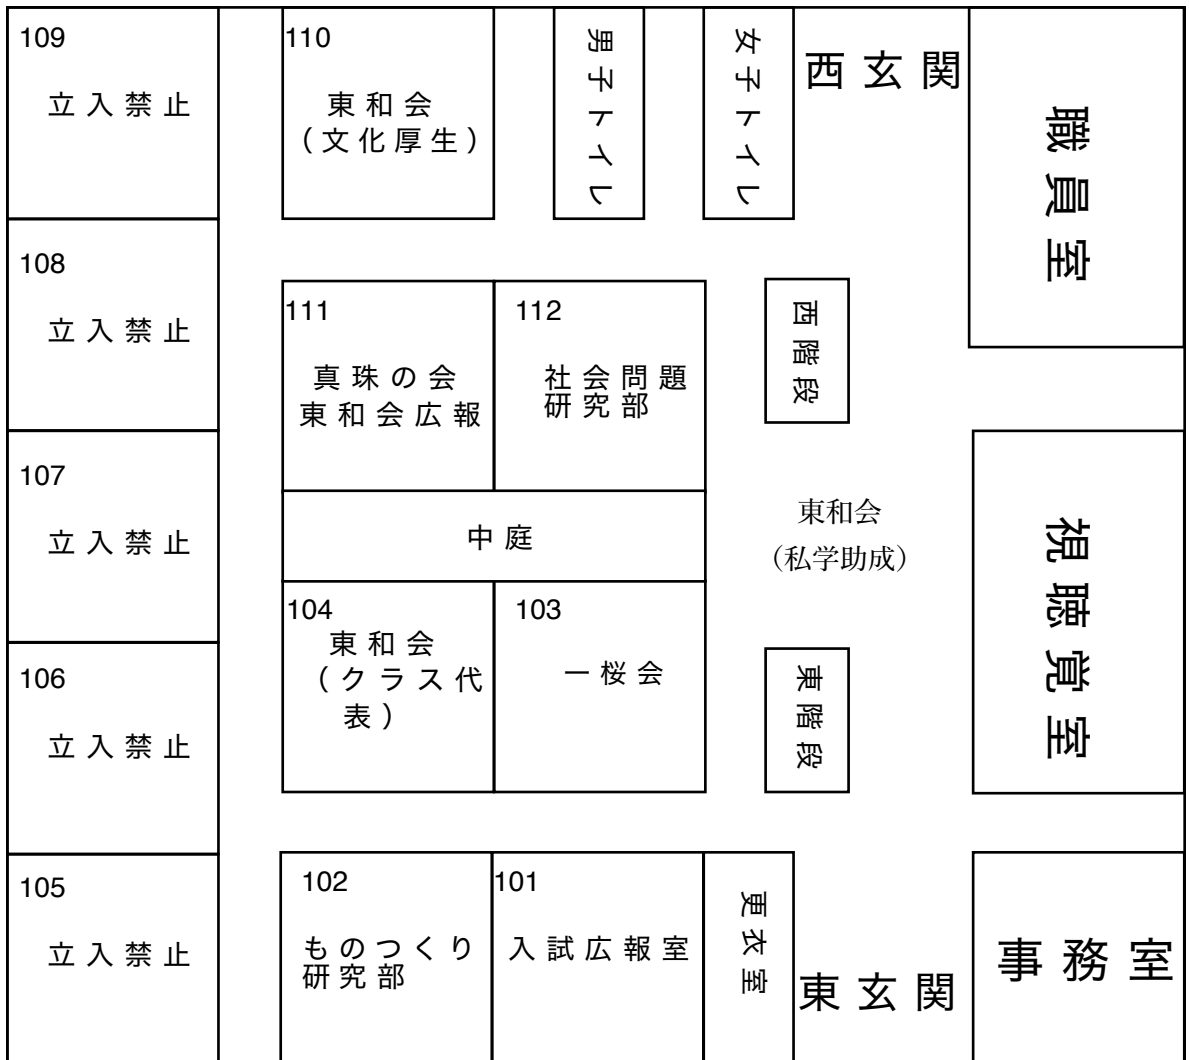 109
立入禁止
110
東和会
（文化厚生）
男子トイレ
女子トイレ
西玄関
職員室
108
立入禁止
111
真珠の会
東和会広報
112
社会問題
研究部
西階段
107
立入禁止
中庭
東和会
（私学助成）
視聴覚室
104
東和会
（クラス代
表）
103
一桜会
東階段
106
立入禁止
105
立入禁止
102
ものつくり
研究部
101
入試広報室
更衣室
東玄関
事務室